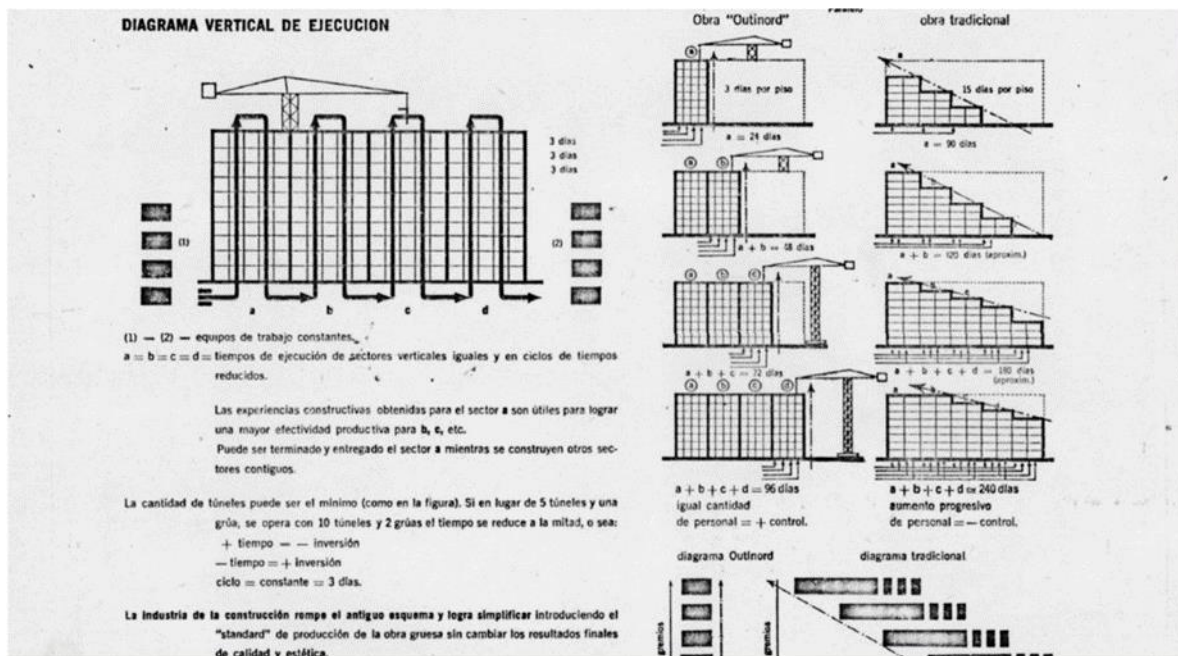 DIAGRAMA VERTICAL DE EJECUCION
3 días
3 días
3 días
(1)
(2)
a b c d
(1) — (2) — equipos de trabajo constantes.
a = b = c = d = tiempos de ejecución de sectores verticales iguales y en ciclos de tiempos
reducidos.
Las experiencias constructivas obtenidas para el sector a son útiles para lograr
una mayor efectividad productiva para b, c, etc.
Puede ser terminado y entregado el sector a mientras se construyen otros sec-
tores contiguos.
La cantidad de túneles puede ser el mínimo (como en la figura). Si en lugar de 5 túneles y una
grúa, se opera con 10 túneles y 2 grúas el tiempo se reduce a la mitad, o sea:
+ tiempo — — inversión
— tiempo = + inversión
ciclo = constante = 3 días.
La industria de la construcción rompe el antiguo esquema y logra simplificar introduciendo el
"standard" de producción de la obra gruesa sin cambiar los resultados finales
de calidad y estética.
Obra "Outinord"
obra tradicional
a
3 días por piso
a = 24 días
a
15 días por piso
a = 90 días
a b
a + b = 48 días
a + b = 120 días (aproxim.)
a b c
a + b + c = 72 días
a + b + c + d = 180 días
(aproxim.)
a b c d
a + b + c + d = 96 días
igual cantidad
de personal = + control.
a + b + c + d = 240 días
aumento progresivo
de personal = — control.
diagrama Outinord
diagrama tradicional
gremios
gremios